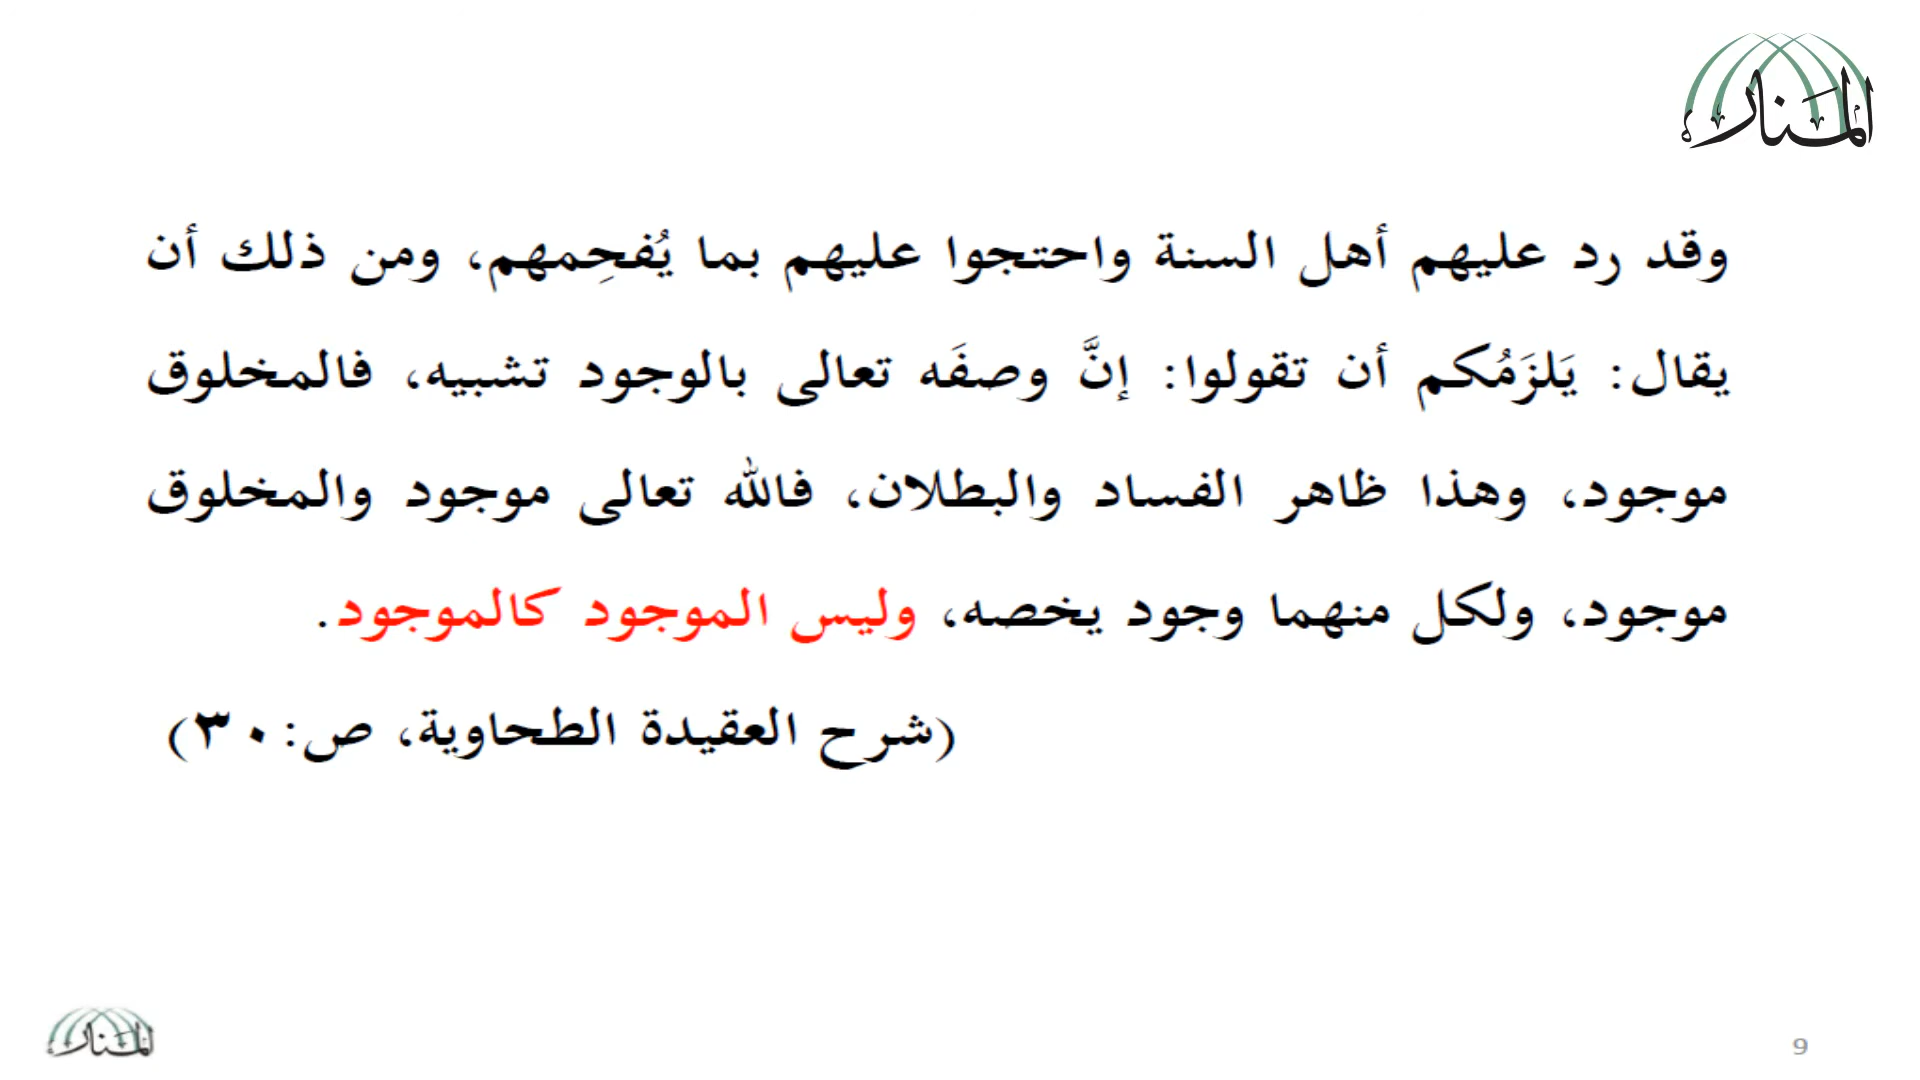 المنار
وقد رد عليهم أهل السنة واحتجوا عليهم بما يُفحِمهم، ومن ذلك أن
يقال: يَلزَمُكم أن تقولوا: إنَّ وصفَه تعالى بالوجود تشبيه، فالمخلوق
موجود، وهذا ظاهر الفساد والبطلان، فالله تعالى موجود والمخلوق
موجود، ولكل منهما وجود يخصه، وليس الموجود كالموجود.
(شرح العقيدة الطحاوية، ص:٣٠)
المنار
9